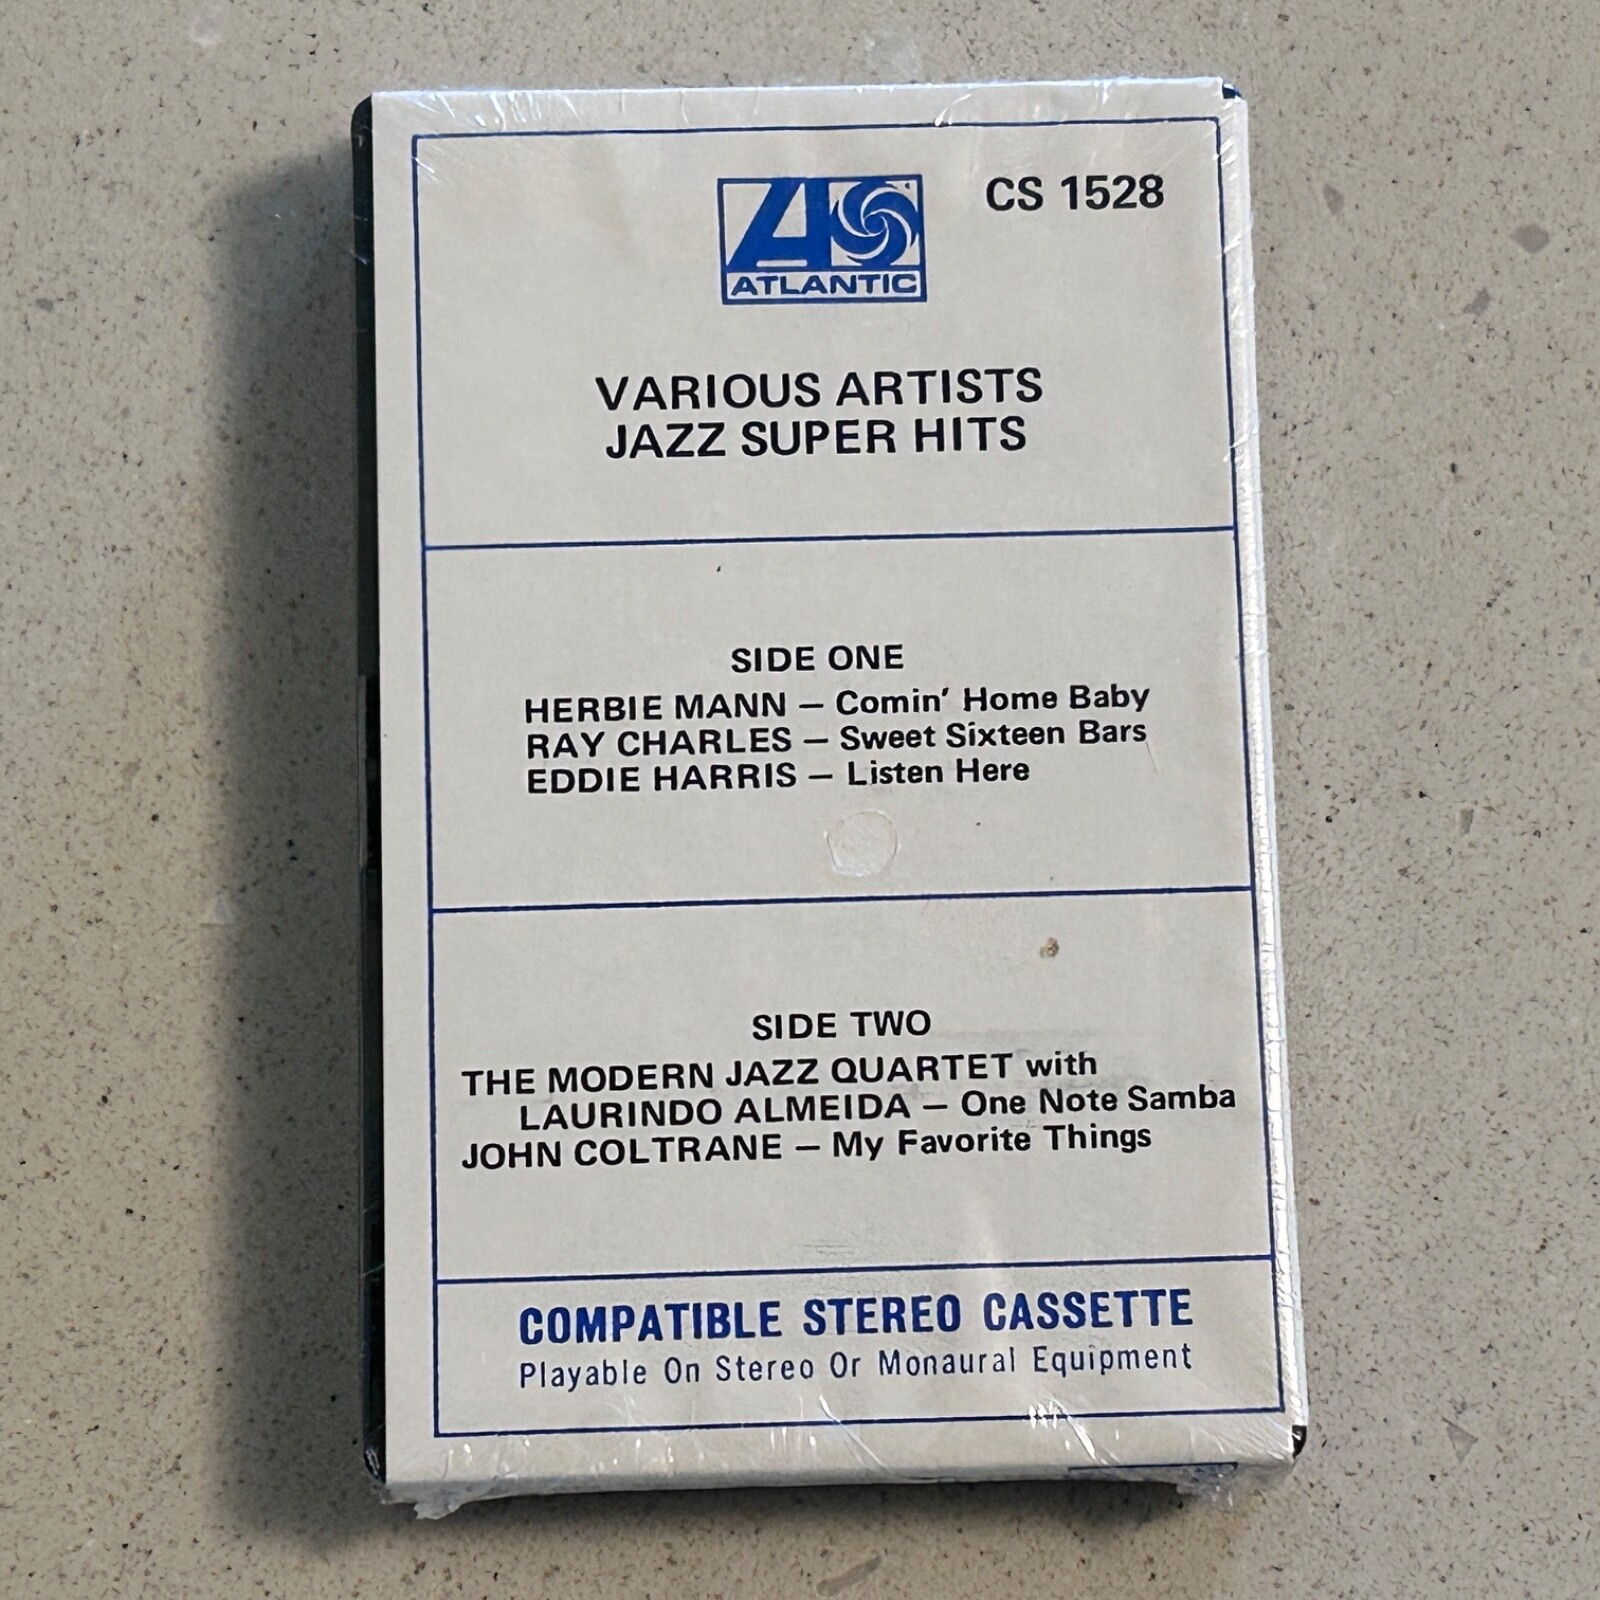 CS 1528
ATLANTIC
VARIOUS ARTISTS
JAZZ SUPER HITS
SIDE ONE
HERBIE MANN – Comin' Home Baby
RAY CHARLES – Sweet Sixteen Bars
EDDIE HARRIS – Listen Here
SIDE TWO
THE MODERN JAZZ QUARTET with
LAURINDO ALMEIDA – One Note Samba
JOHN COLTRANE – My Favorite Things
COMPATIBLE STEREO CASSETTE
Playable On Stereo Or Monaural Equipment